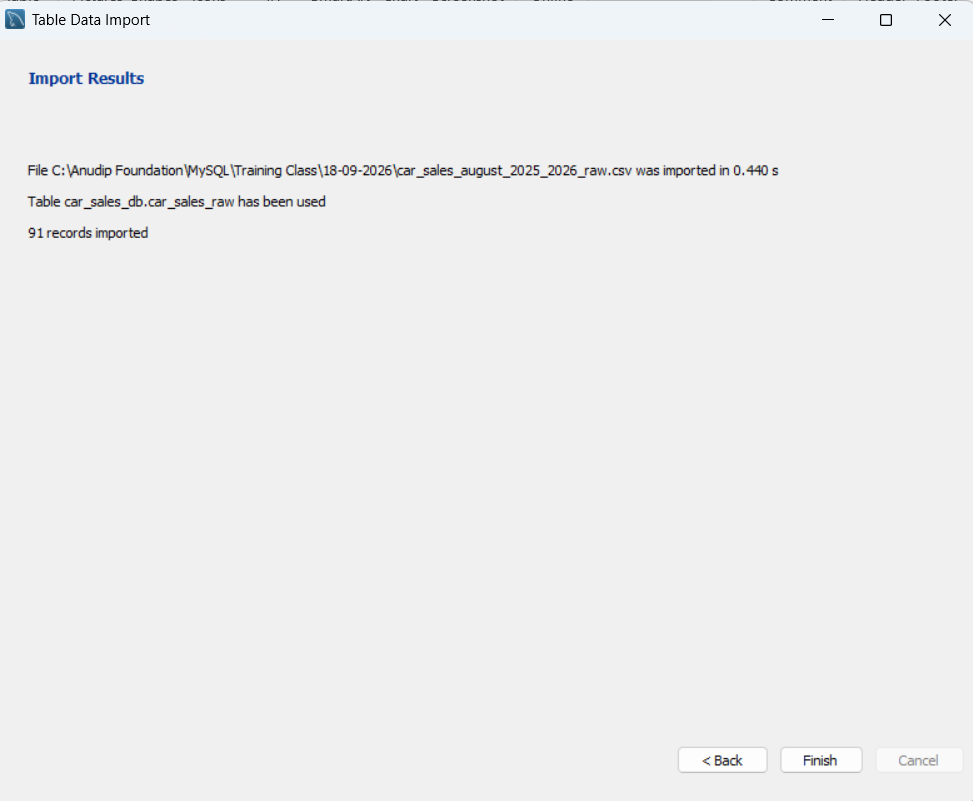 Table Data Import
Import Results
File C:\Anudip Foundation\MySQL\Training Class\18-09-2026\car_sales_august_2025_2026_raw.csv was imported in 0.440 s
Table car_sales_db.car_sales_raw has been used
91 records imported
< Back
Finish
Cancel